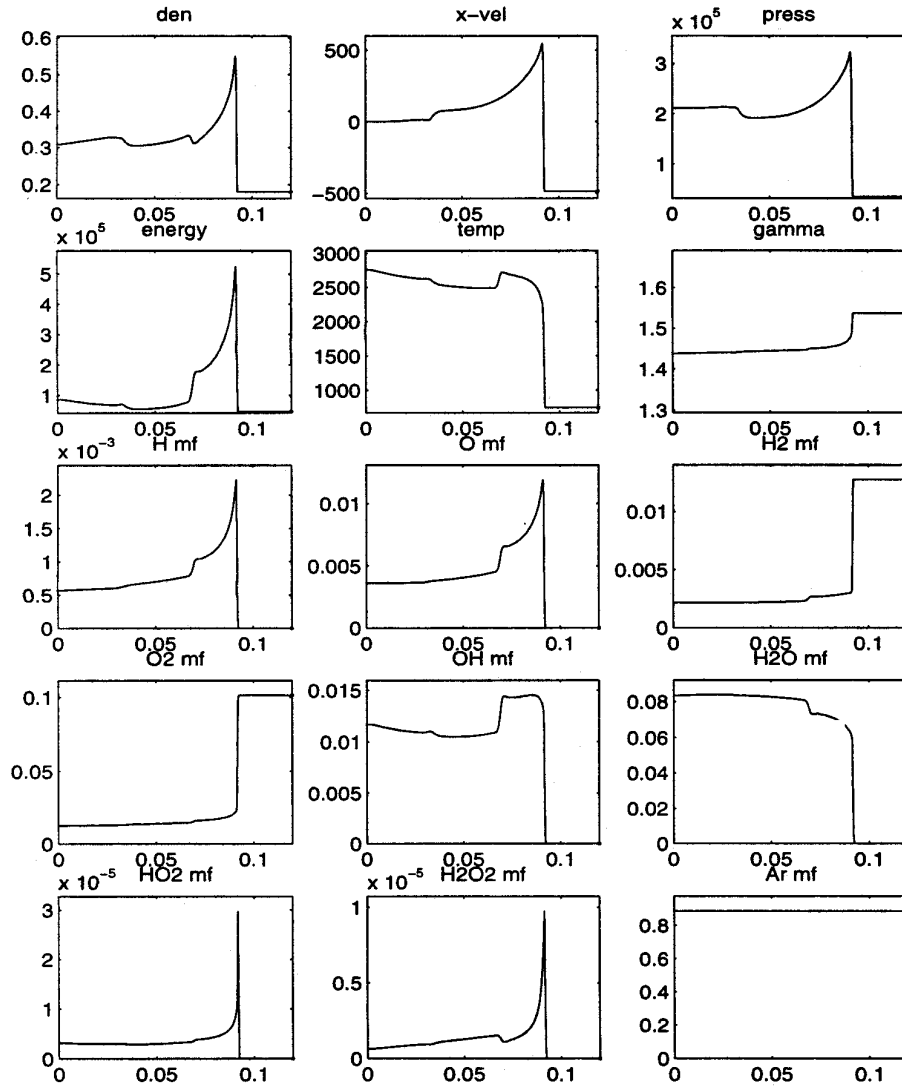 den x-vel press
× 10⁵
0.6 0.5 0.4 0.3 0.2
500 0 -500
3 2 1
0 0.05 0.1 0 0.05 0.1 0 0.05 0.1
energy temp gamma
× 10⁵
5 4 3 2 1
3000 2500 2000 1500 1000
1.6 1.5 1.4 1.3
0 0.05 0.1 0 0.05 0.1 0 0.05 0.1
H mf O mf H2 mf
× 10⁻³
2 1.5 1 0.5 0
0.01 0.005 0
0.01 0.005 0
0 0.05 0.1 0 0.05 0.1 0 0.05 0.1
O2 mf OH mf H2O mf
0.1 0.05 0
0.015 0.01 0.005 0
0.08 0.06 0.04 0.02 0
0 0.05 0.1 0 0.05 0.1 0 0.05 0.1
HO2 mf H2O2 mf Ar mf
× 10⁻⁵ × 10⁻⁵
3 2 1 0
1 0.5 0
0.8 0.6 0.4 0.2 0
0 0.05 0.1 0 0.05 0.1 0 0.05 0.1